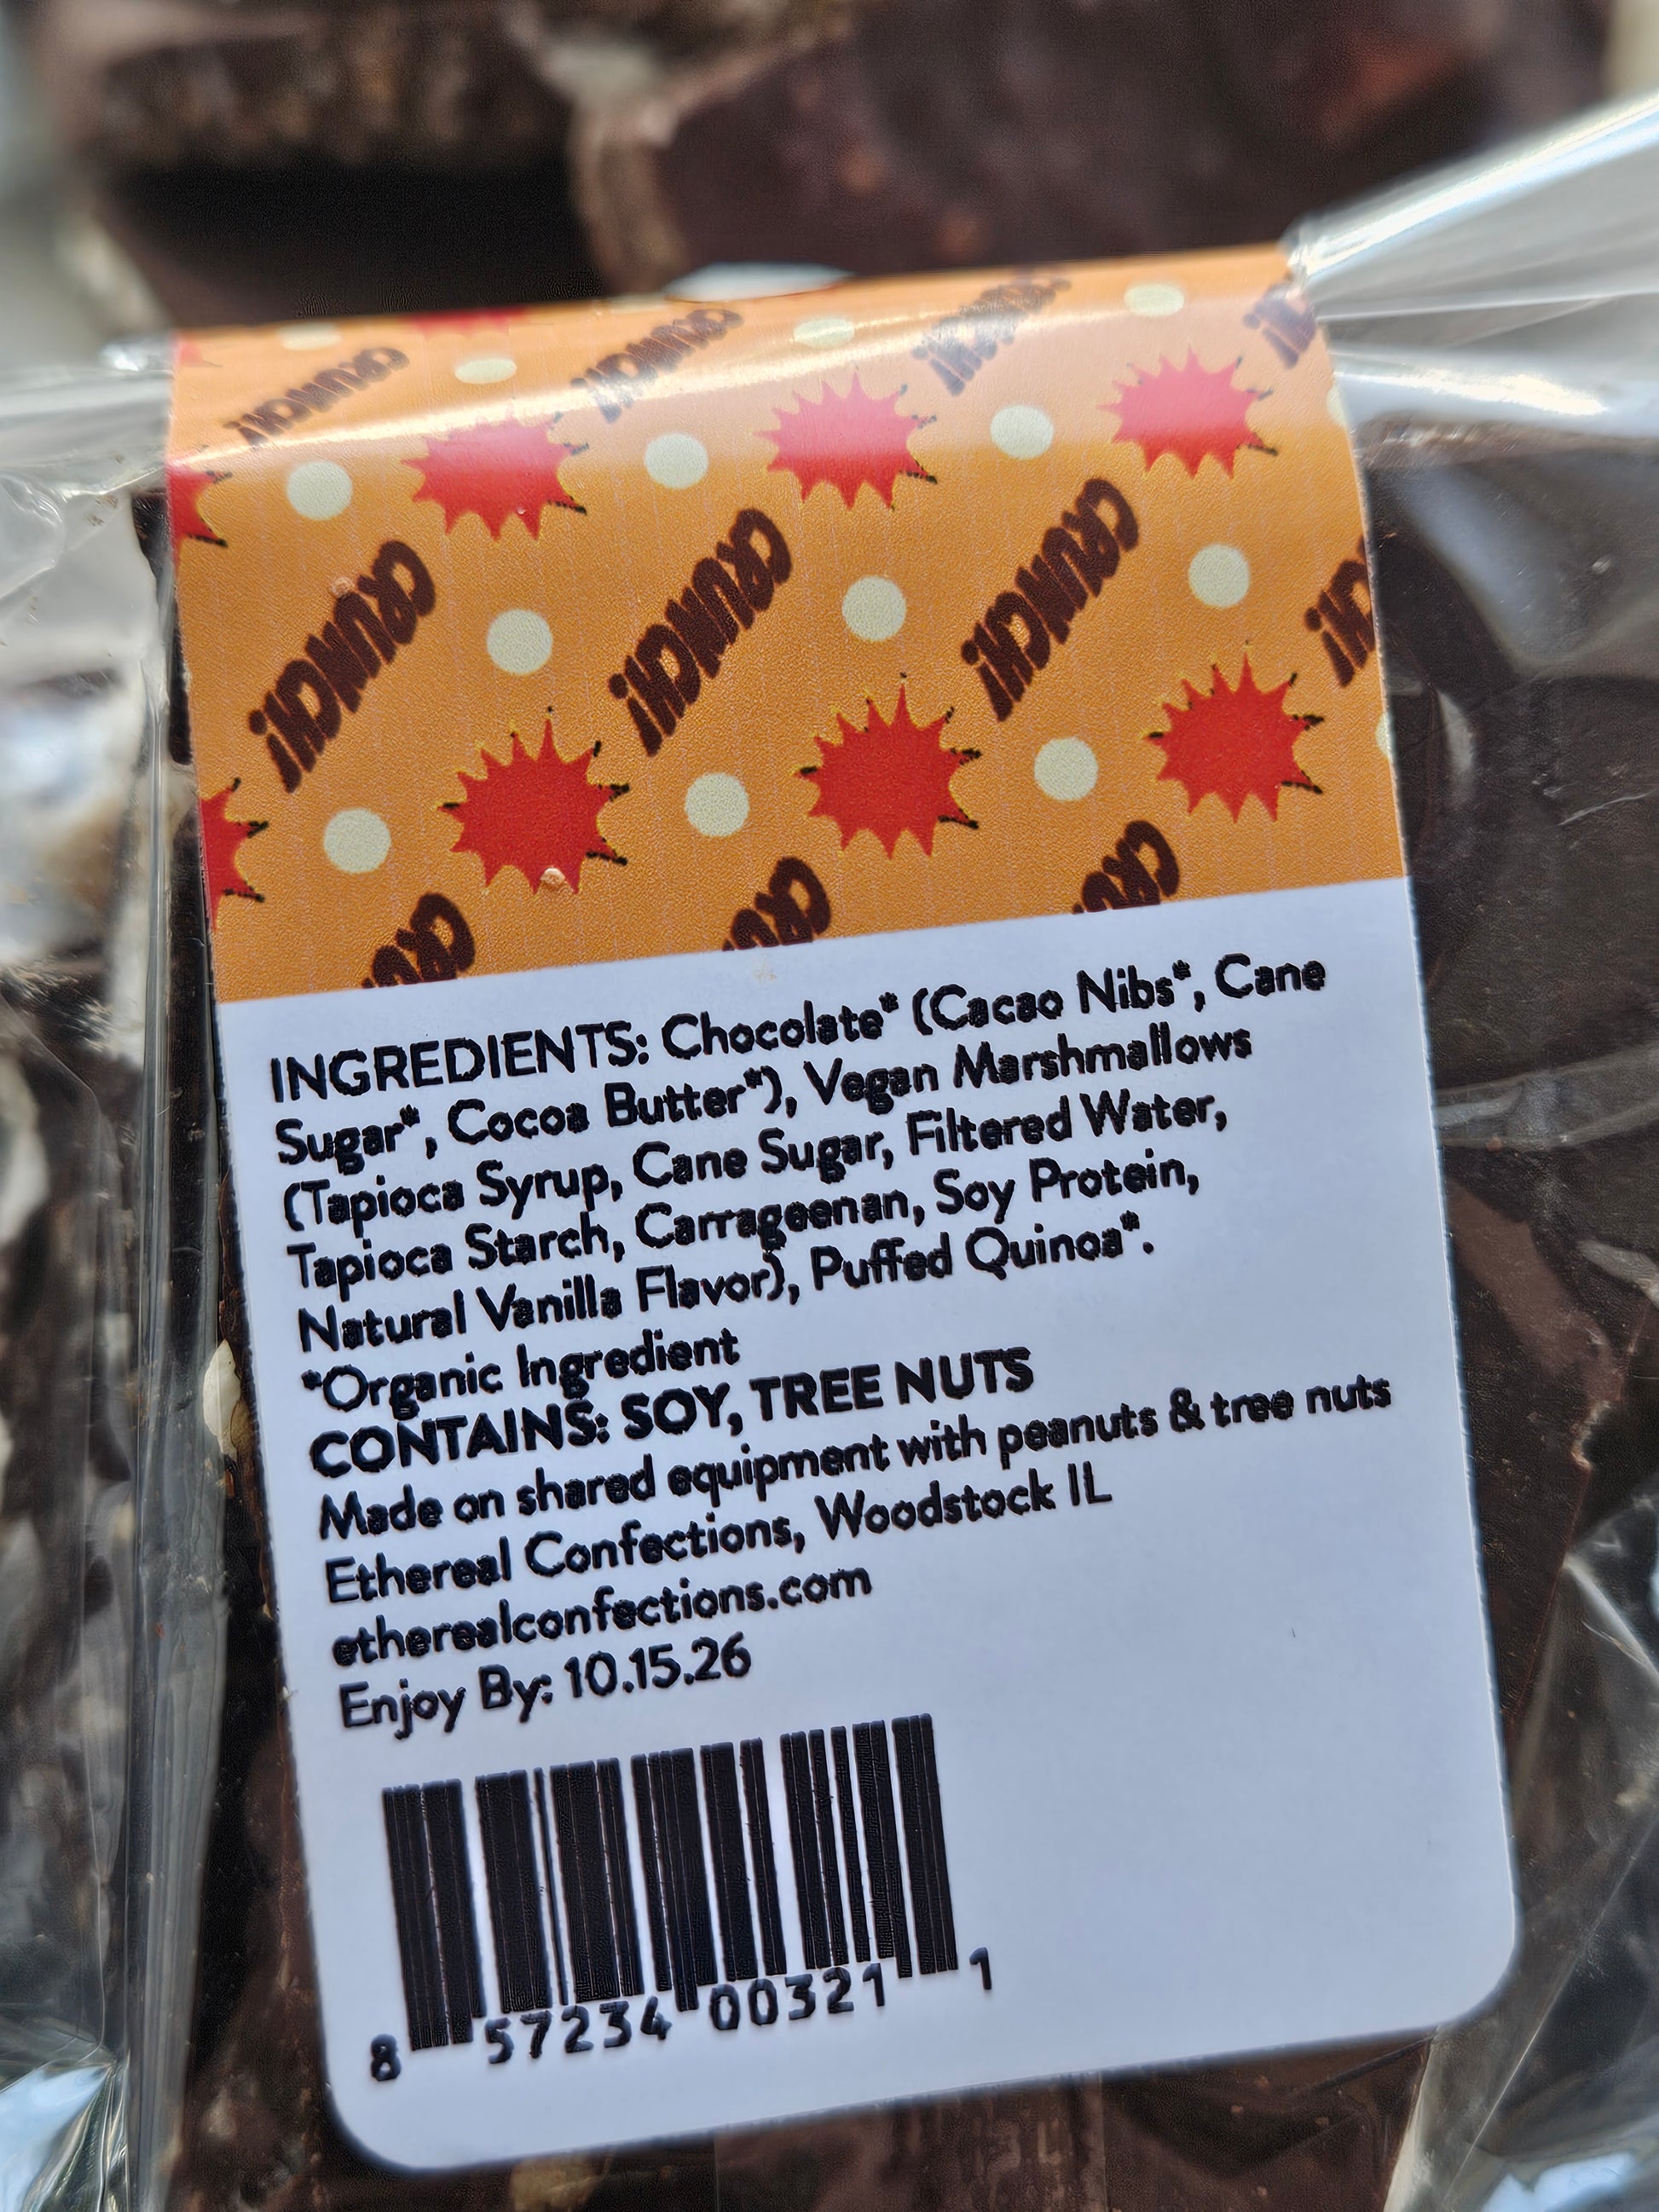 CRUNCH! CRUNCH! CRUNCH!
CRUNCH! CRUNCH! CRUNCH!
INGREDIENTS: Chocolate* (Cacao Nibs*, Cane
Sugar*, Cocoa Butter*), Vegan Marshmallows
(Tapioca Syrup, Cane Sugar, Filtered Water,
Tapioca Starch, Carrageenan, Soy Protein,
Natural Vanilla Flavor), Puffed Quinoa*.
*Organic Ingredient
CONTAINS: SOY, TREE NUTS
Made on shared equipment with peanuts & tree nuts
Ethereal Confections, Woodstock IL
etherealconfections.com
Enjoy By: 10.15.26
8 57234 00321 1